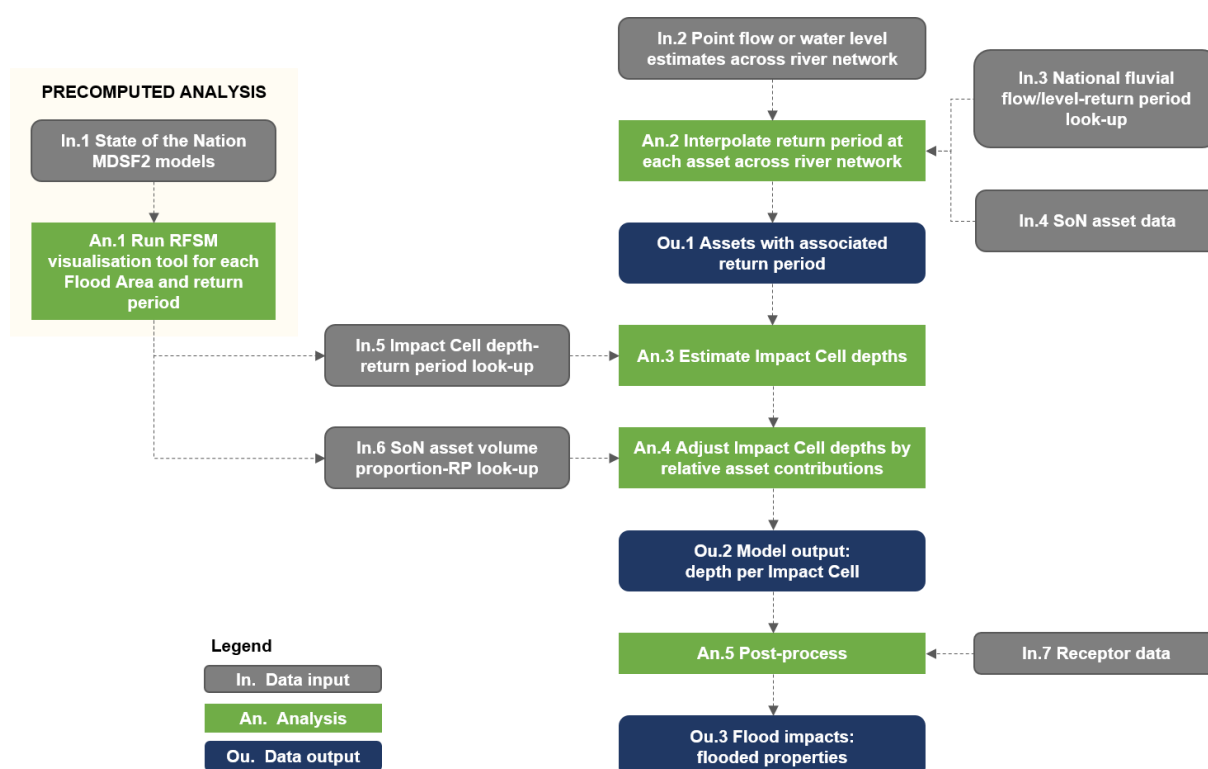 In.2 Point flow or water level
estimates across river network
PRECOMPUTED ANALYSIS
In.1 State of the Nation
MDSF2 models
In.3 National fluvial
flow/level-return period
look-up
An.2 Interpolate return period at
each asset across river network
In.4 SoN asset data
An.1 Run RFSM
visualisation tool for each
Flood Area and return
period
Ou.1 Assets with associated
return period
In.5 Impact Cell depth-
return period look-up
An.3 Estimate Impact Cell depths
In.6 SoN asset volume
proportion-RP look-up
An.4 Adjust Impact Cell depths by
relative asset contributions
Ou.2 Model output:
depth per Impact Cell
An.5 Post-process
In.7 Receptor data
Ou.3 Flood impacts:
flooded properties
Legend
In. Data input
An. Analysis
Ou. Data output